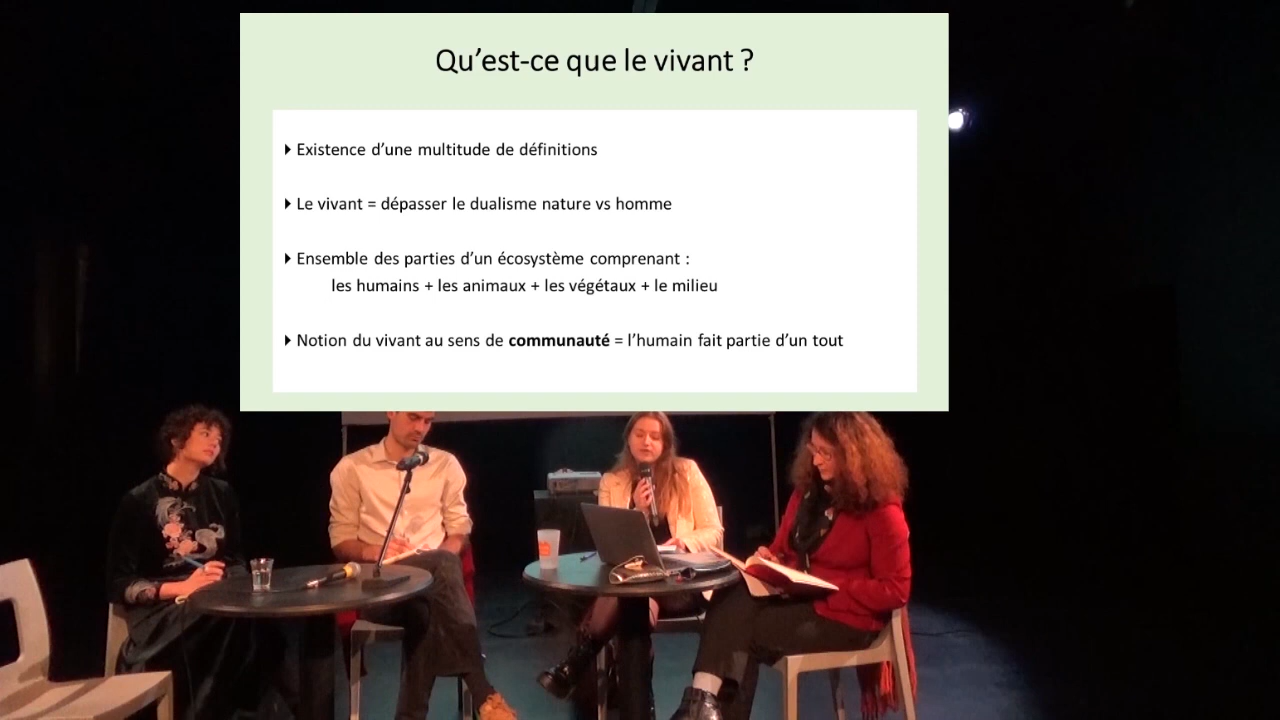 Qu’est-ce que le vivant ?
Existence d’une multitude de définitions
Le vivant = dépasser le dualisme nature vs homme
Ensemble des parties d’un écosystème comprenant :
les humains + les animaux + les végétaux + le milieu
Notion du vivant au sens de communauté = l’humain fait partie d’un tout